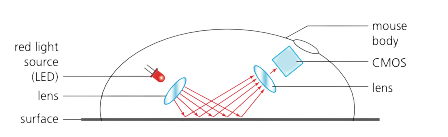 red light
source
(LED)
lens
surface
mouse
body
CMOS
lens